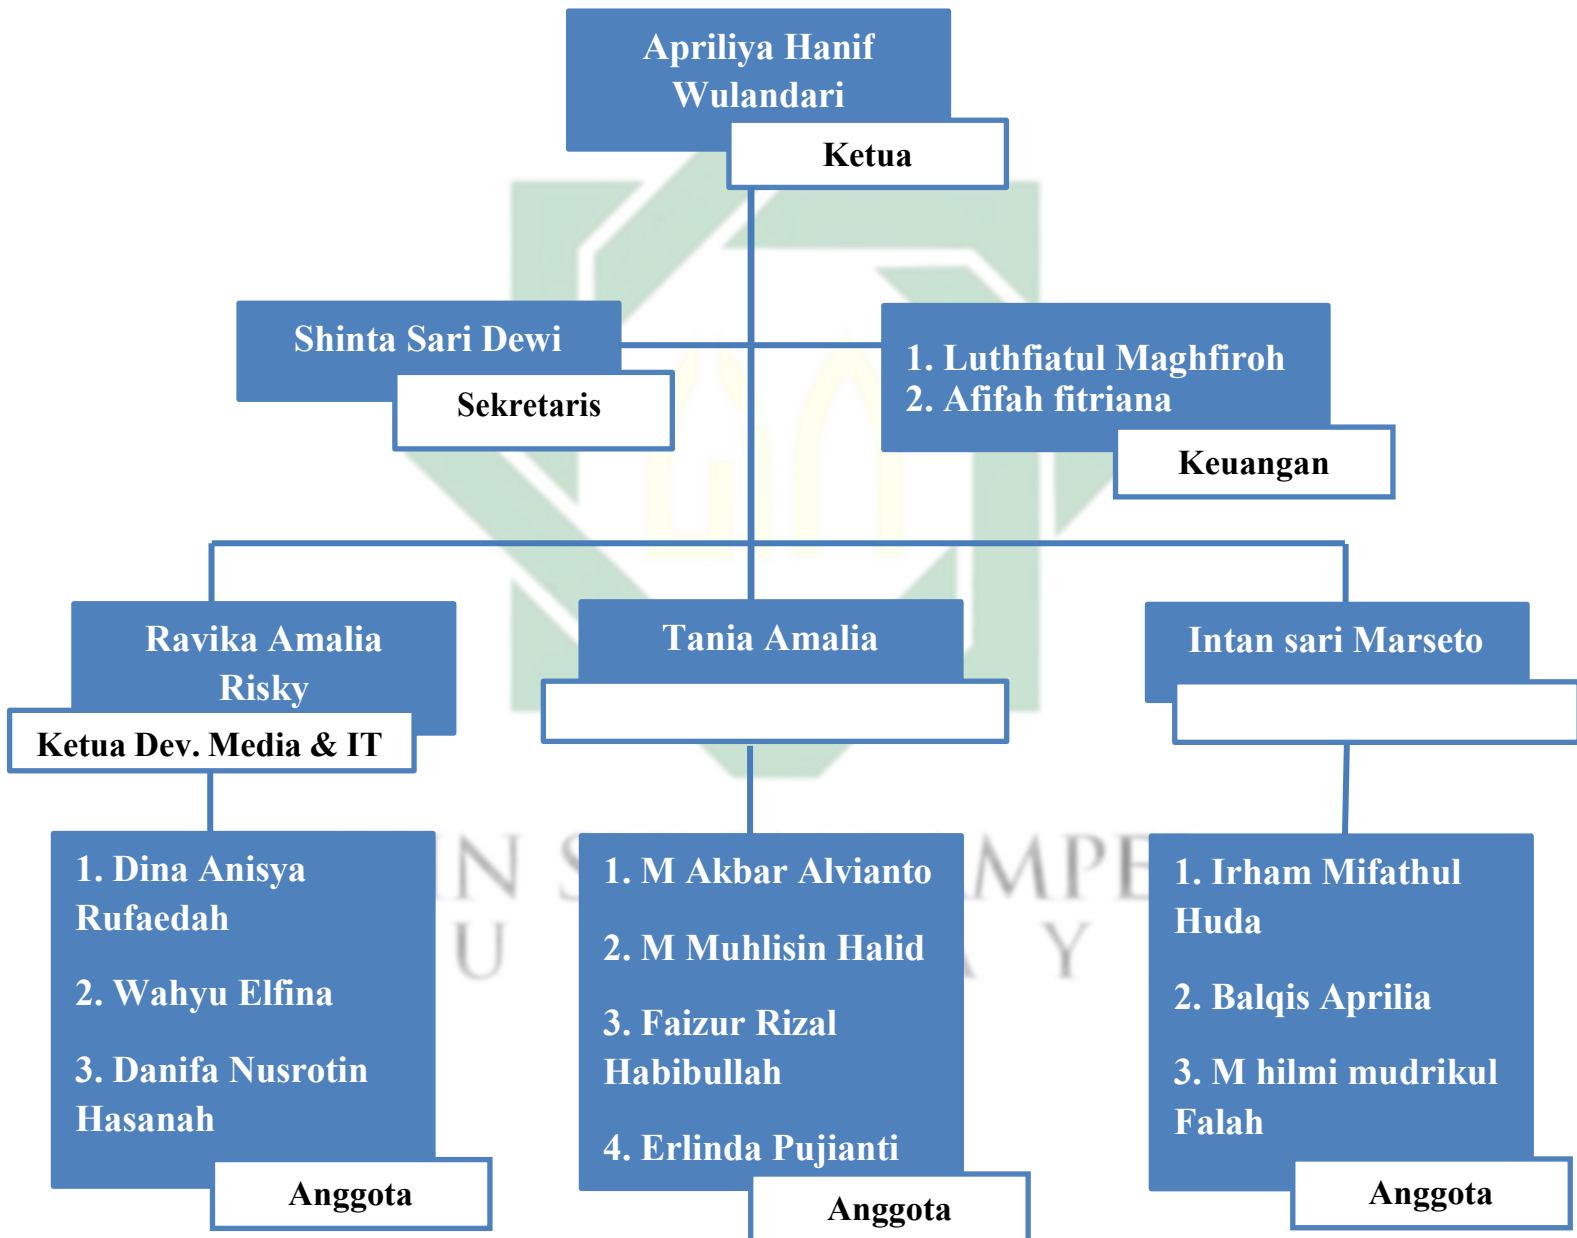 Apriliya Hanif
Wulandari
Ketua
Shinta Sari Dewi
Sekretaris
1. Luthfiatul Maghfiroh
2. Afifah fitriana
Keuangan
Ravika Amalia
Risky
Ketua Dev. Media & IT
Tania Amalia
Intan sari Marseto
1. Dina Anisya
Rufaedah
2. Wahyu Elfina
3. Danifa Nusrotin
Hasanah
Anggota
1. M Akbar Alvianto
2. M Muhlisin Halid
3. Faizur Rizal
Habibullah
4. Erlinda Pujianti
Anggota
1. Irham Mifathul
Huda
2. Balqis Aprilia
3. M hilmi mudrikul
Falah
Anggota